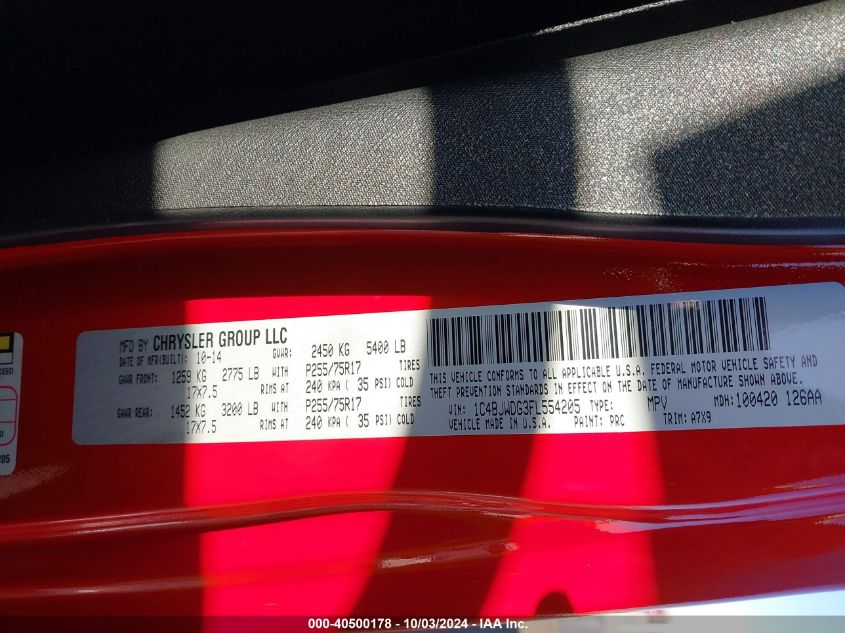 MFD BY CHRYSLER GROUP LLC
DATE OF MFR(BUILT): 10-14 GVWR: 2450 KG 5400 LB
GAWR FRONT: 1259 KG 2775 LB WITH P255/75R17 TIRES
17X7.5 RIMS AT 240 KPA ( 35 PSI) COLD
GAWR REAR: 1452 KG 3200 LB WITH P255/75R17 TIRES
17X7.5 RIMS AT 240 KPA ( 35 PSI) COLD
THIS VEHICLE CONFORMS TO ALL APPLICABLE U.S.A. FEDERAL MOTOR VEHICLE SAFETY AND
THEFT PREVENTION STANDARDS IN EFFECT ON THE DATE OF MANUFACTURE SHOWN ABOVE.
VIN: 1C4BJWDG3FL554205 TYPE: MPV MDH: 100420 126AA
VEHICLE MADE IN U.S.A. PAINT: PRC TRIM: A7X9
CEED
205
000-40500178 - 10/03/2024 - IAA Inc.